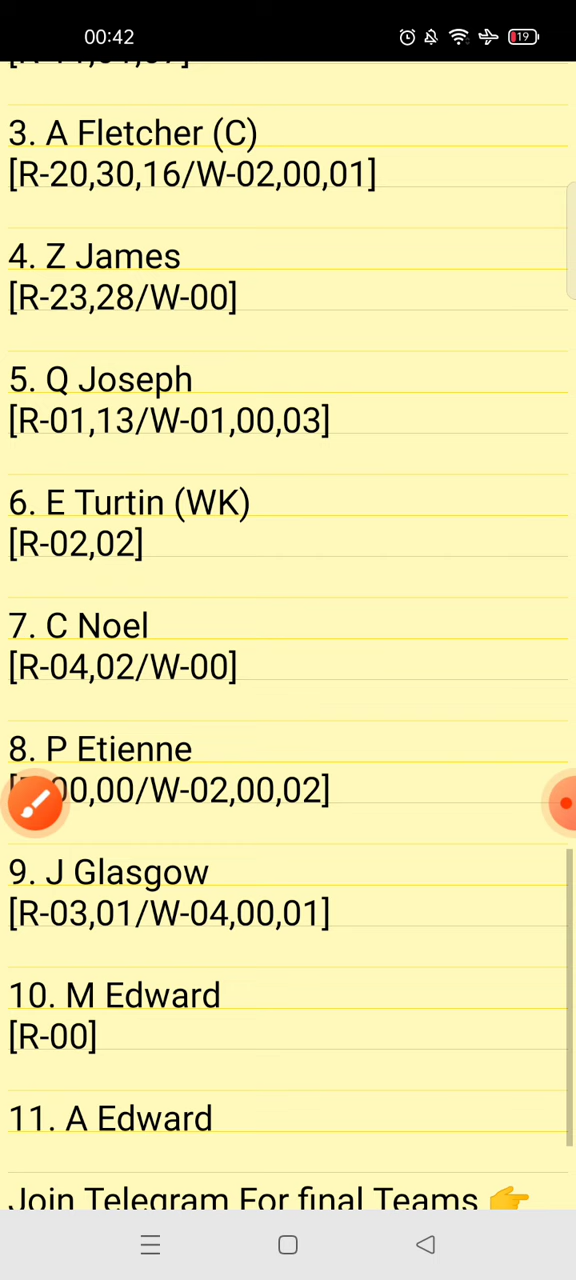 00:42
19
3. A Fletcher (C)
[R-20,30,16/W-02,00,01]
4. Z James
[R-23,28/W-00]
5. Q Joseph
[R-01,13/W-01,00,03]
6. E Turtin (WK)
[R-02,02]
7. C Noel
[R-04,02/W-00]
8. P Etienne
00,00/W-02,00,02]
9. J Glasgow
[R-03,01/W-04,00,01]
10. M Edward
[R-00]
11. A Edward
Join Telegram For final Teams 👉